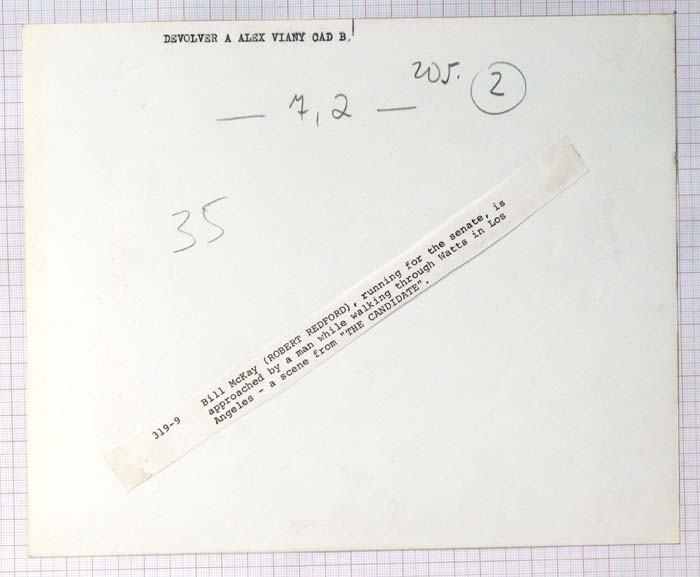 DEVOLVER A ALEX VIANY CAD B.
— 7,2 — 205. 2
35
319-9 Bill McKay (ROBERT REDFORD), running for the senate, is
approached by a man while walking through Watts in Los
Angeles - a scene from "THE CANDIDATE".